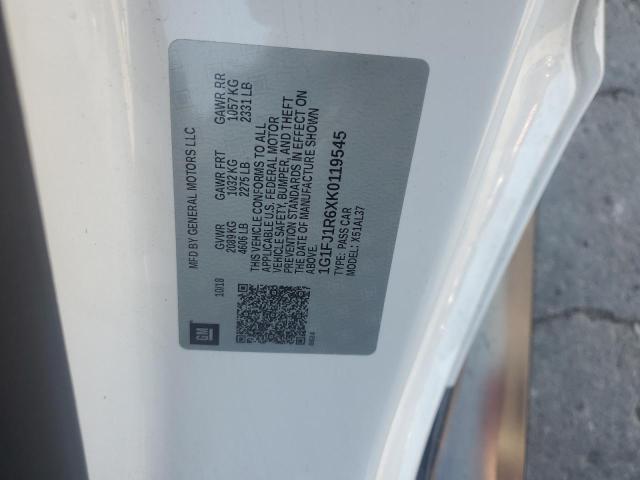 MFD BY GENERAL MOTORS LLC
10/18 GVWR GAWR FRT GAWR RR
2089 KG 1032 KG 1057 KG
4606 LB 2275 LB 2331 LB
THIS VEHICLE CONFORMS TO ALL
APPLICABLE U.S. FEDERAL MOTOR
VEHICLE SAFETY, BUMPER, AND THEFT
PREVENTION STANDARDS IN EFFECT ON
THE DATE OF MANUFACTURE SHOWN
ABOVE.
1G1FJ1R6XK0119545
TYPE: PASS CAR
MODEL: X51AL37
GM